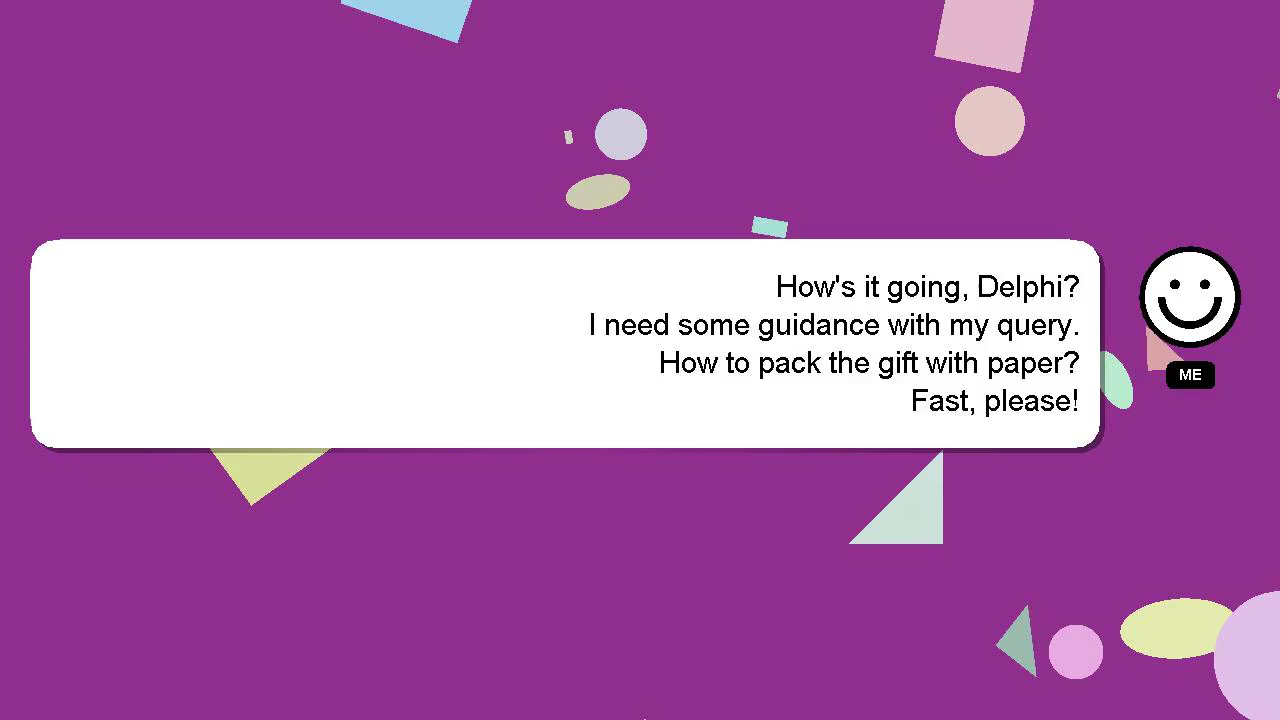 How's it going, Delphi?
I need some guidance with my query.
How to pack the gift with paper?
Fast, please!
ME